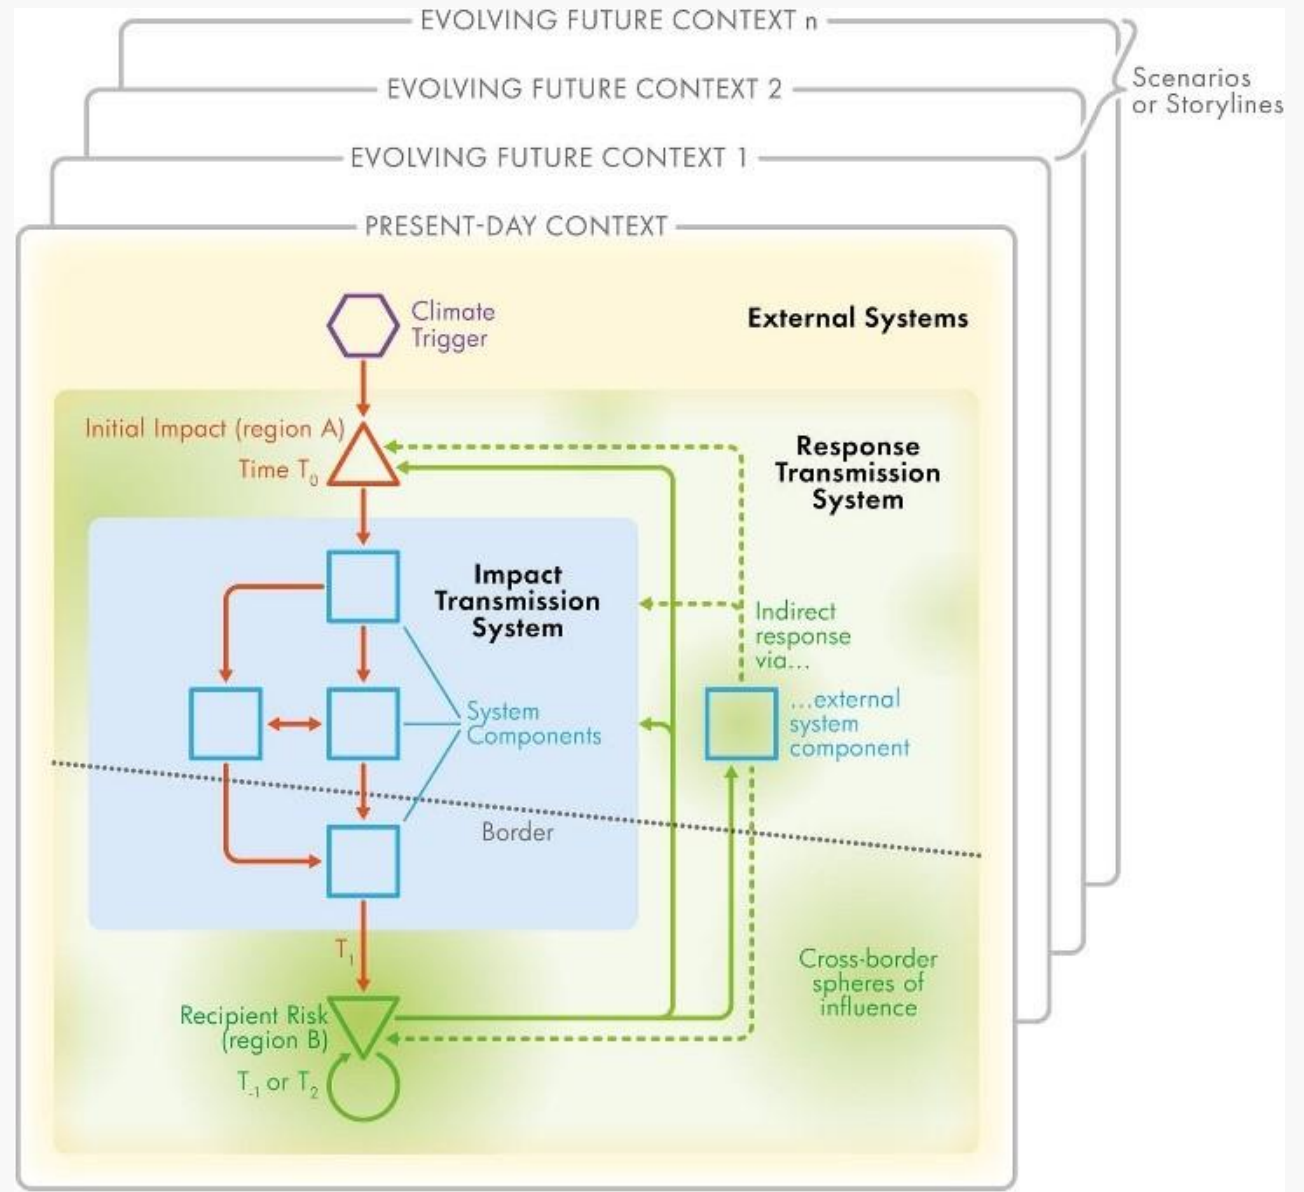 EVOLVING FUTURE CONTEXT n
EVOLVING FUTURE CONTEXT 2
Scenarios
or Storylines
EVOLVING FUTURE CONTEXT 1
PRESENT-DAY CONTEXT
Climate
Trigger
External Systems
Initial Impact (region A)
Time T0
Response
Transmission
System
Impact
Transmission
System
Indirect
response
via...
System
Components
...external
system
component
Border
T1
Cross-border
spheres of
influence
Recipient Risk
(region B)
T-1 or T2